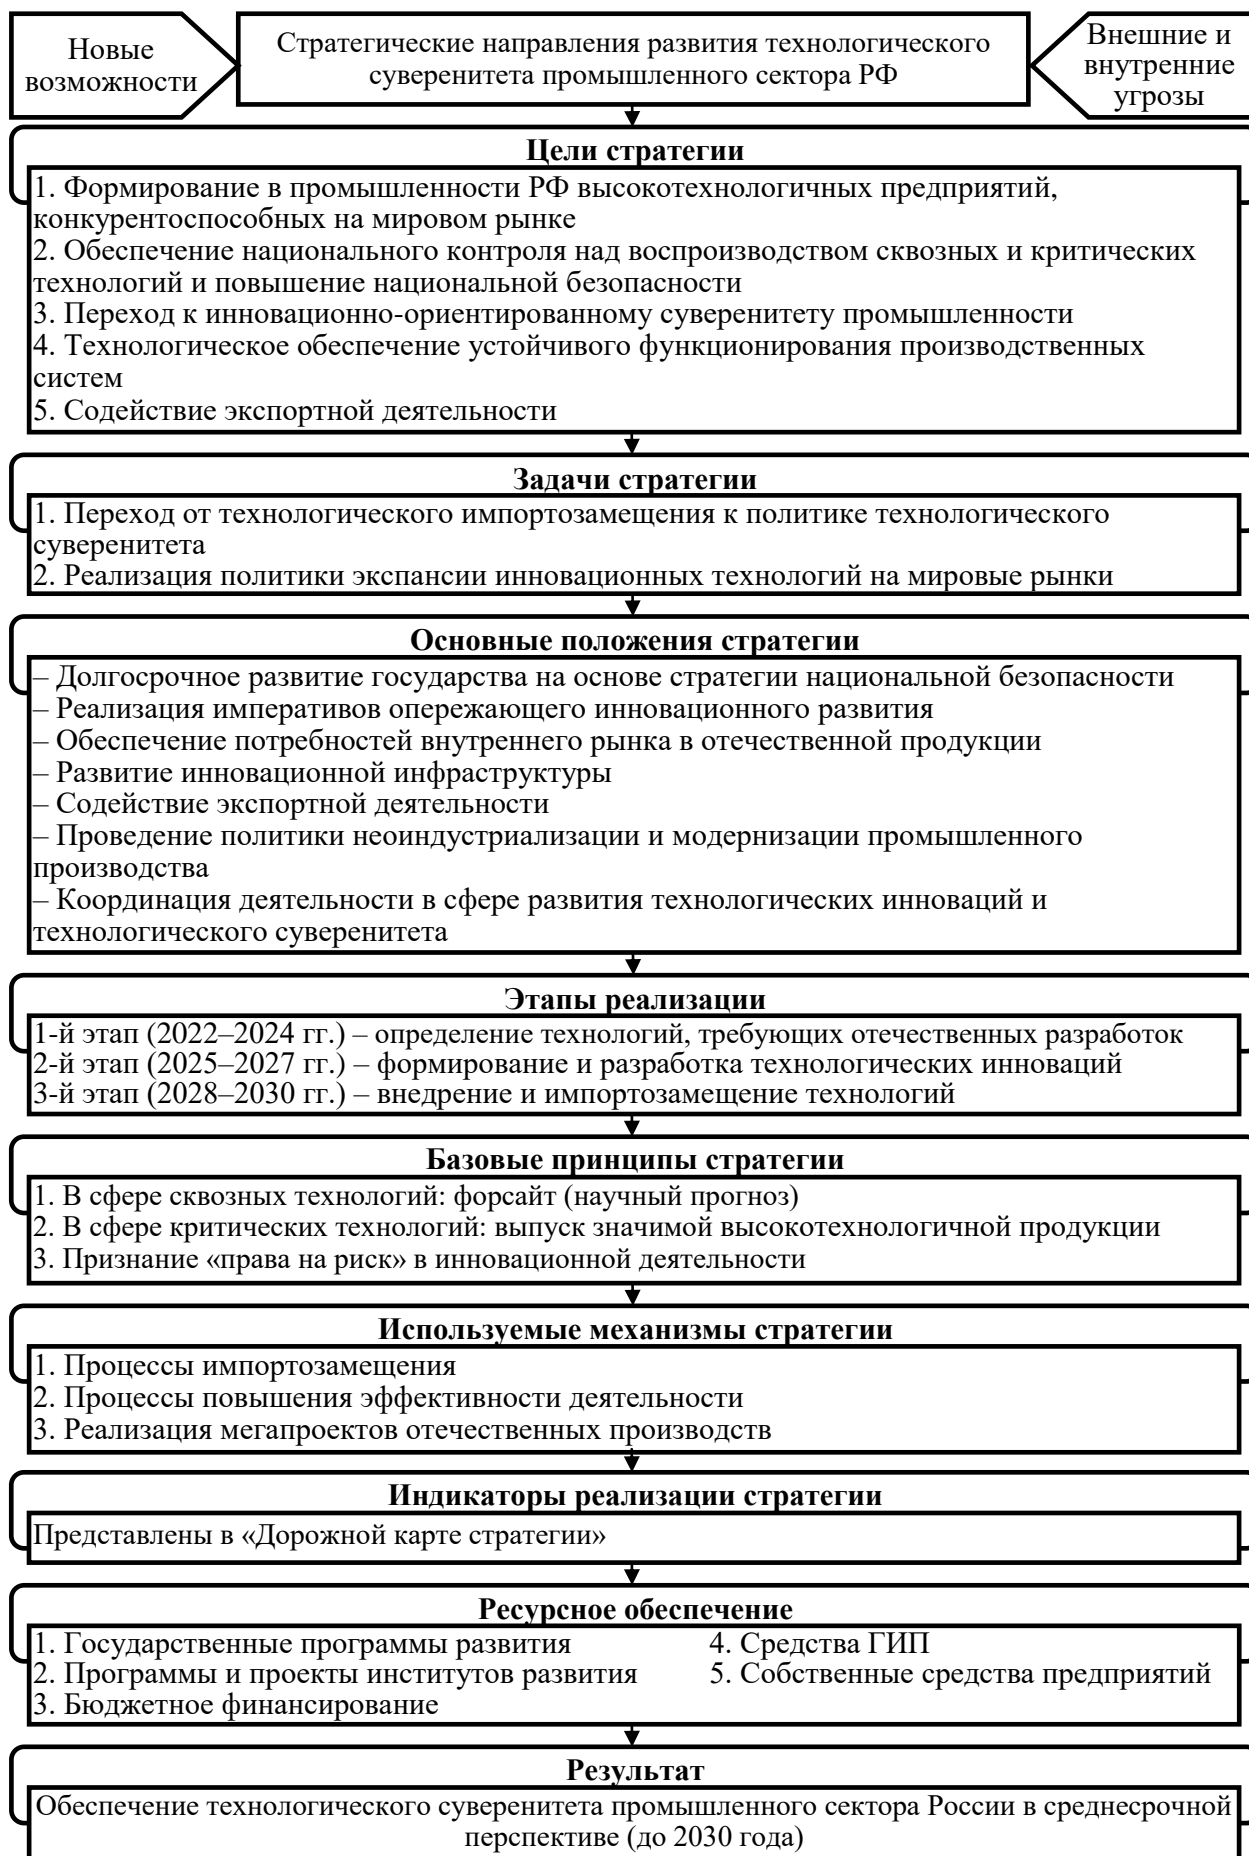 Новые
возможности
Стратегические направления развития технологического
суверенитета промышленного сектора РФ
Внешние и
внутренние
угрозы
Цели стратегии
1. Формирование в промышленности РФ высокотехнологичных предприятий,
конкурентоспособных на мировом рынке
2. Обеспечение национального контроля над воспроизводством сквозных и критических
технологий и повышение национальной безопасности
3. Переход к инновационно-ориентированному суверенитету промышленности
4. Технологическое обеспечение устойчивого функционирования производственных
систем
5. Содействие экспортной деятельности
Задачи стратегии
1. Переход от технологического импортозамещения к политике технологического
суверенитета
2. Реализация политики экспансии инновационных технологий на мировые рынки
Основные положения стратегии
– Долгосрочное развитие государства на основе стратегии национальной безопасности
– Реализация императивов опережающего инновационного развития
– Обеспечение потребностей внутреннего рынка в отечественной продукции
– Развитие инновационной инфраструктуры
– Содействие экспортной деятельности
– Проведение политики неоиндустриализации и модернизации промышленного
производства
– Координация деятельности в сфере развития технологических инноваций и
технологического суверенитета
Этапы реализации
1-й этап (2022–2024 гг.) – определение технологий, требующих отечественных разработок
2-й этап (2025–2027 гг.) – формирование и разработка технологических инноваций
3-й этап (2028–2030 гг.) – внедрение и импортозамещение технологий
Базовые принципы стратегии
1. В сфере сквозных технологий: форсайт (научный прогноз)
2. В сфере критических технологий: выпуск значимой высокотехнологичной продукции
3. Признание «права на риск» в инновационной деятельности
Используемые механизмы стратегии
1. Процессы импортозамещения
2. Процессы повышения эффективности деятельности
3. Реализация мегапроектов отечественных производств
Индикаторы реализации стратегии
Представлены в «Дорожной карте стратегии»
Ресурсное обеспечение
1. Государственные программы развития
2. Программы и проекты институтов развития
3. Бюджетное финансирование
4. Средства ГИП
5. Собственные средства предприятий
Результат
Обеспечение технологического суверенитета промышленного сектора России в среднесрочной
перспективе (до 2030 года)